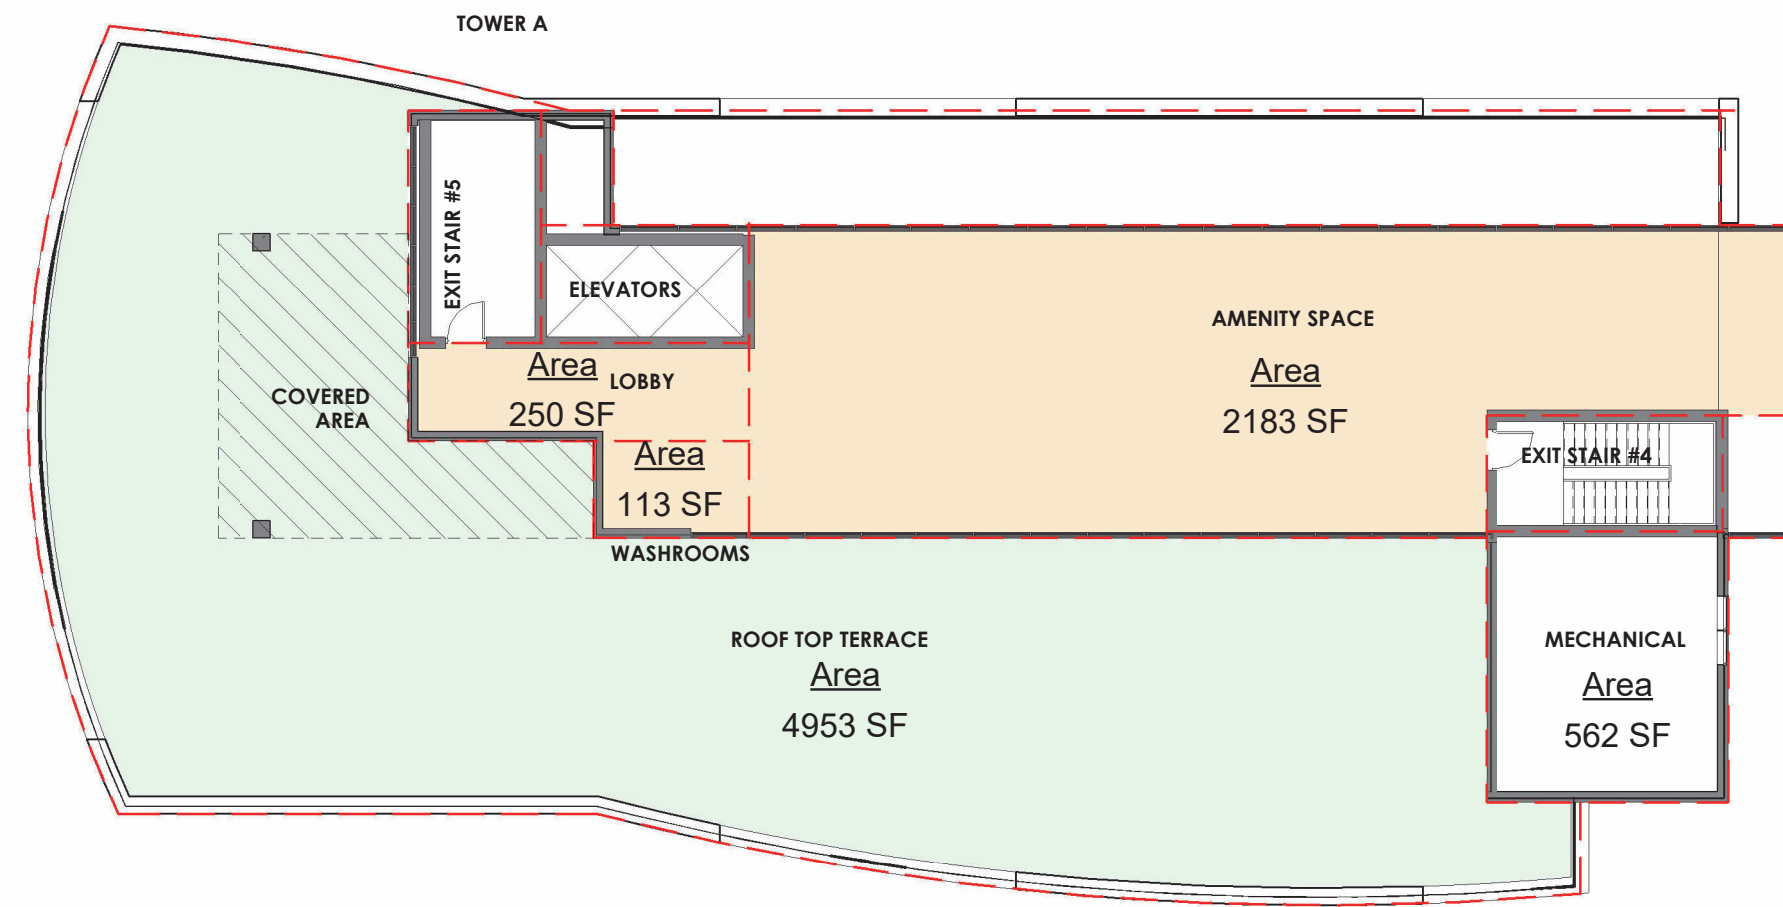 TOWER A
EXIT STAIR #5
ELEVATORS
AMENITY SPACE
Area
2183 SF
Area
LOBBY
250 SF
COVERED
AREA
Area
113 SF
EXIT STAIR #4
WASHROOMS
ROOF TOP TERRACE
Area
4953 SF
MECHANICAL
Area
562 SF